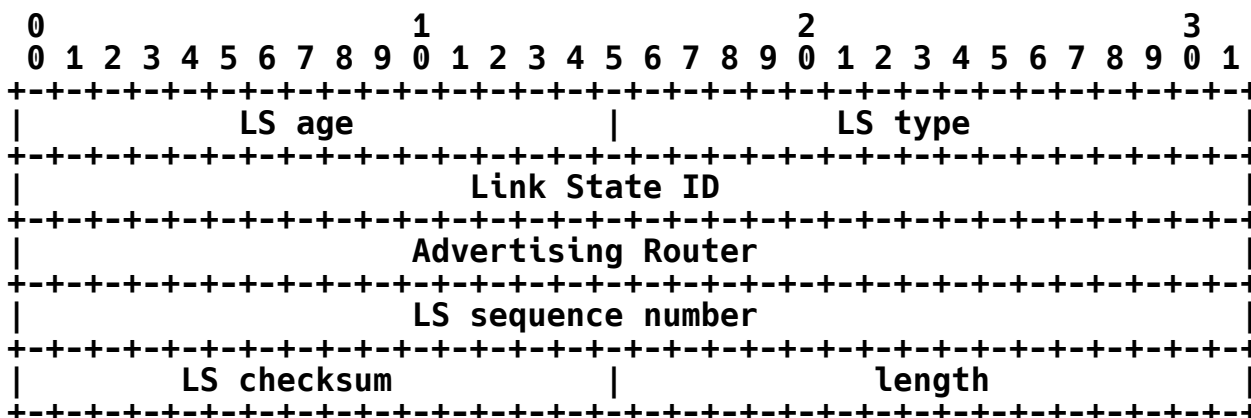 0                   1                   2                   3
 0 1 2 3 4 5 6 7 8 9 0 1 2 3 4 5 6 7 8 9 0 1 2 3 4 5 6 7 8 9 0 1
+-+-+-+-+-+-+-+-+-+-+-+-+-+-+-+-+-+-+-+-+-+-+-+-+-+-+-+-+-+-+-+-+
|           LS age             |           LS type              |
+-+-+-+-+-+-+-+-+-+-+-+-+-+-+-+-+-+-+-+-+-+-+-+-+-+-+-+-+-+-+-+-+
|                       Link State ID                           |
+-+-+-+-+-+-+-+-+-+-+-+-+-+-+-+-+-+-+-+-+-+-+-+-+-+-+-+-+-+-+-+-+
|                    Advertising Router                         |
+-+-+-+-+-+-+-+-+-+-+-+-+-+-+-+-+-+-+-+-+-+-+-+-+-+-+-+-+-+-+-+-+
|                    LS sequence number                         |
+-+-+-+-+-+-+-+-+-+-+-+-+-+-+-+-+-+-+-+-+-+-+-+-+-+-+-+-+-+-+-+-+
|        LS checksum           |             length             |
+-+-+-+-+-+-+-+-+-+-+-+-+-+-+-+-+-+-+-+-+-+-+-+-+-+-+-+-+-+-+-+-+